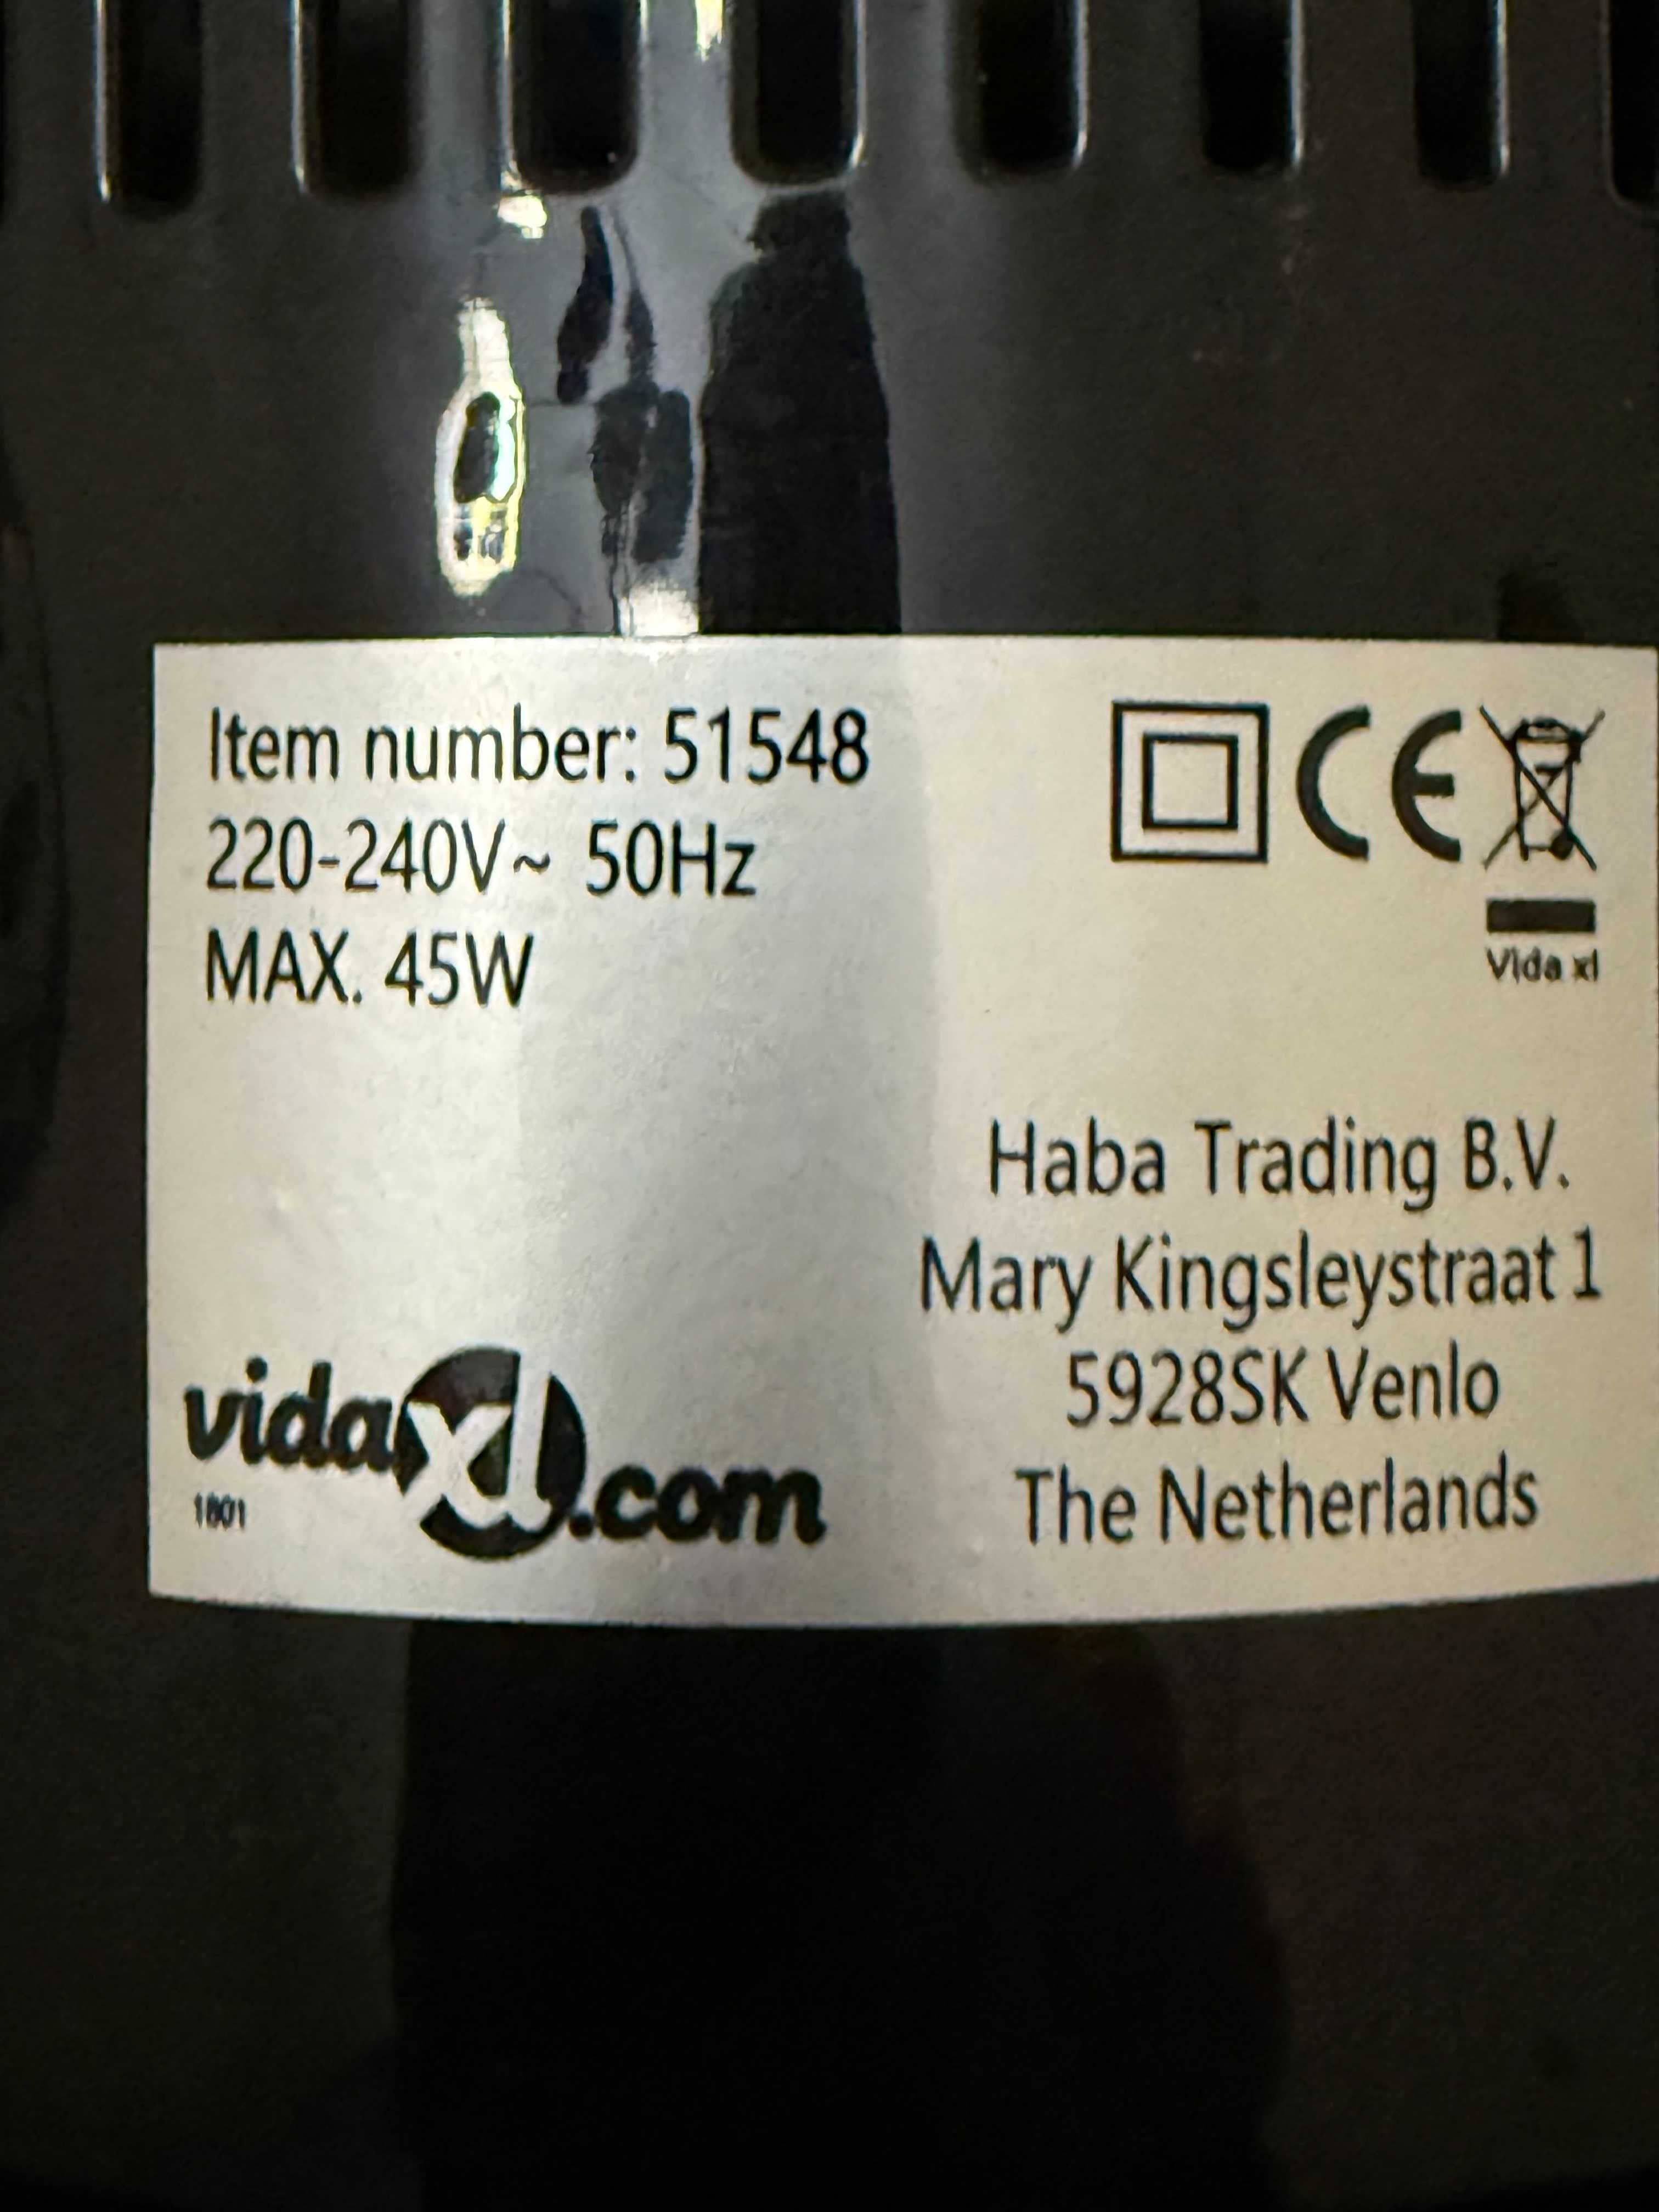 Item number: 51548
220-240V~ 50Hz
MAX. 45W
CE
Vida xl
Haba Trading B.V.
Mary Kingsleystraat 1
5928SK Venlo
The Netherlands
vidaxl.com
1801